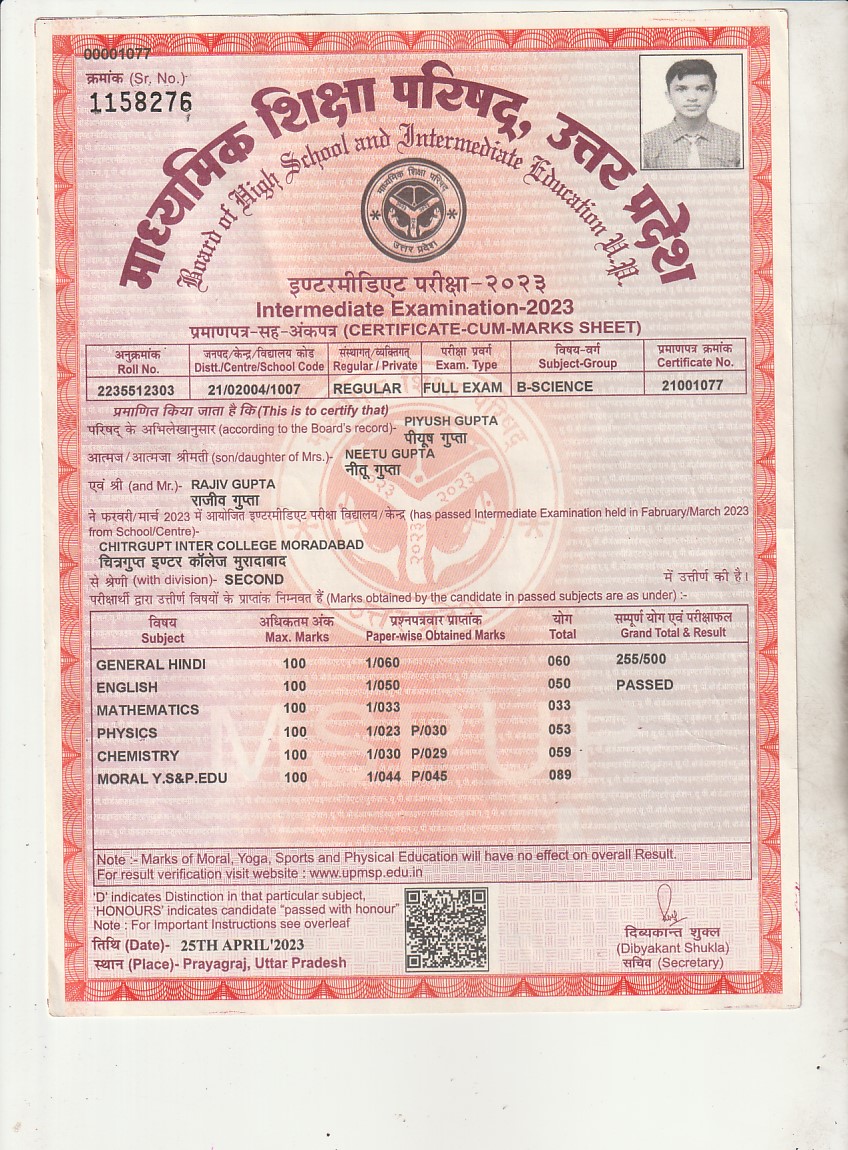 00001077
क्रमांक (Sr. No.)
1158276
माध्यमिक शिक्षा परिषद्, उत्तर प्रदेश
Board of High School and Intermediate Education U.P.
माध्यमिक शिक्षा परिषद्
उत्तर प्रदेश
इण्टरमीडिएट परीक्षा-२०२३
Intermediate Examination-2023
प्रमाणपत्र-सह-अंकपत्र (CERTIFICATE-CUM-MARKS SHEET)
अनुक्रमांक जनपद/केन्द्र/विद्यालय कोड संस्थागत/व्यक्तिगत परीक्षा प्रवर्ग विषय-वर्ग प्रमाणपत्र क्रमांक
Roll No. Distt./Centre/School Code Regular / Private Exam. Type Subject-Group Certificate No.
2235512303 21/02004/1007 REGULAR FULL EXAM B-SCIENCE 21001077
प्रमाणित किया जाता है कि (This is to certify that)
परिषद् के अभिलेखानुसार (according to the Board's record)- PIYUSH GUPTA
पीयूष गुप्ता
आत्मज/आत्मजा श्रीमती (son/daughter of Mrs.)- NEETU GUPTA
नीतू गुप्ता
एवं श्री (and Mr.)- RAJIV GUPTA
राजीव गुप्ता
ने फरवरी/मार्च 2023 में आयोजित इण्टरमीडिएट परीक्षा विद्यालय/केन्द्र (has passed Intermediate Examination held in Fabruary/March 2023
from School/Centre)-
CHITRGUPT INTER COLLEGE MORADABAD
चित्रगुप्त इण्टर कॉलेज मुरादाबाद
से श्रेणी (with division)- SECOND में उत्तीर्ण की है।
परीक्षार्थी द्वारा उत्तीर्ण विषयों के प्राप्तांक निम्नवत हैं (Marks obtained by the candidate in passed subjects are as under) :-
विषय अधिकतम अंक प्रश्नपत्रवार प्राप्तांक योग सम्पूर्ण योग एवं परीक्षाफल
Subject Max. Marks Paper-wise Obtained Marks Total Grand Total & Result
GENERAL HINDI 100 1/060 060 255/500
ENGLISH 100 1/050 050 PASSED
MATHEMATICS 100 1/033 033
PHYSICS 100 1/023 P/030 053
CHEMISTRY 100 1/030 P/029 059
MORAL Y.S&P.EDU 100 1/044 P/045 089
Note :- Marks of Moral, Yoga, Sports and Physical Education will have no effect on overall Result.
For result verification visit website : www.upmsp.edu.in
'D' indicates Distinction in that particular subject,
'HONOURS' indicates candidate "passed with honour"
Note : For Important Instructions see overleaf
तिथि (Date)- 25TH APRIL'2023
स्थान (Place)- Prayagraj, Uttar Pradesh
दिव्यकान्त शुक्ल
(Dibyakant Shukla)
सचिव (Secretary)